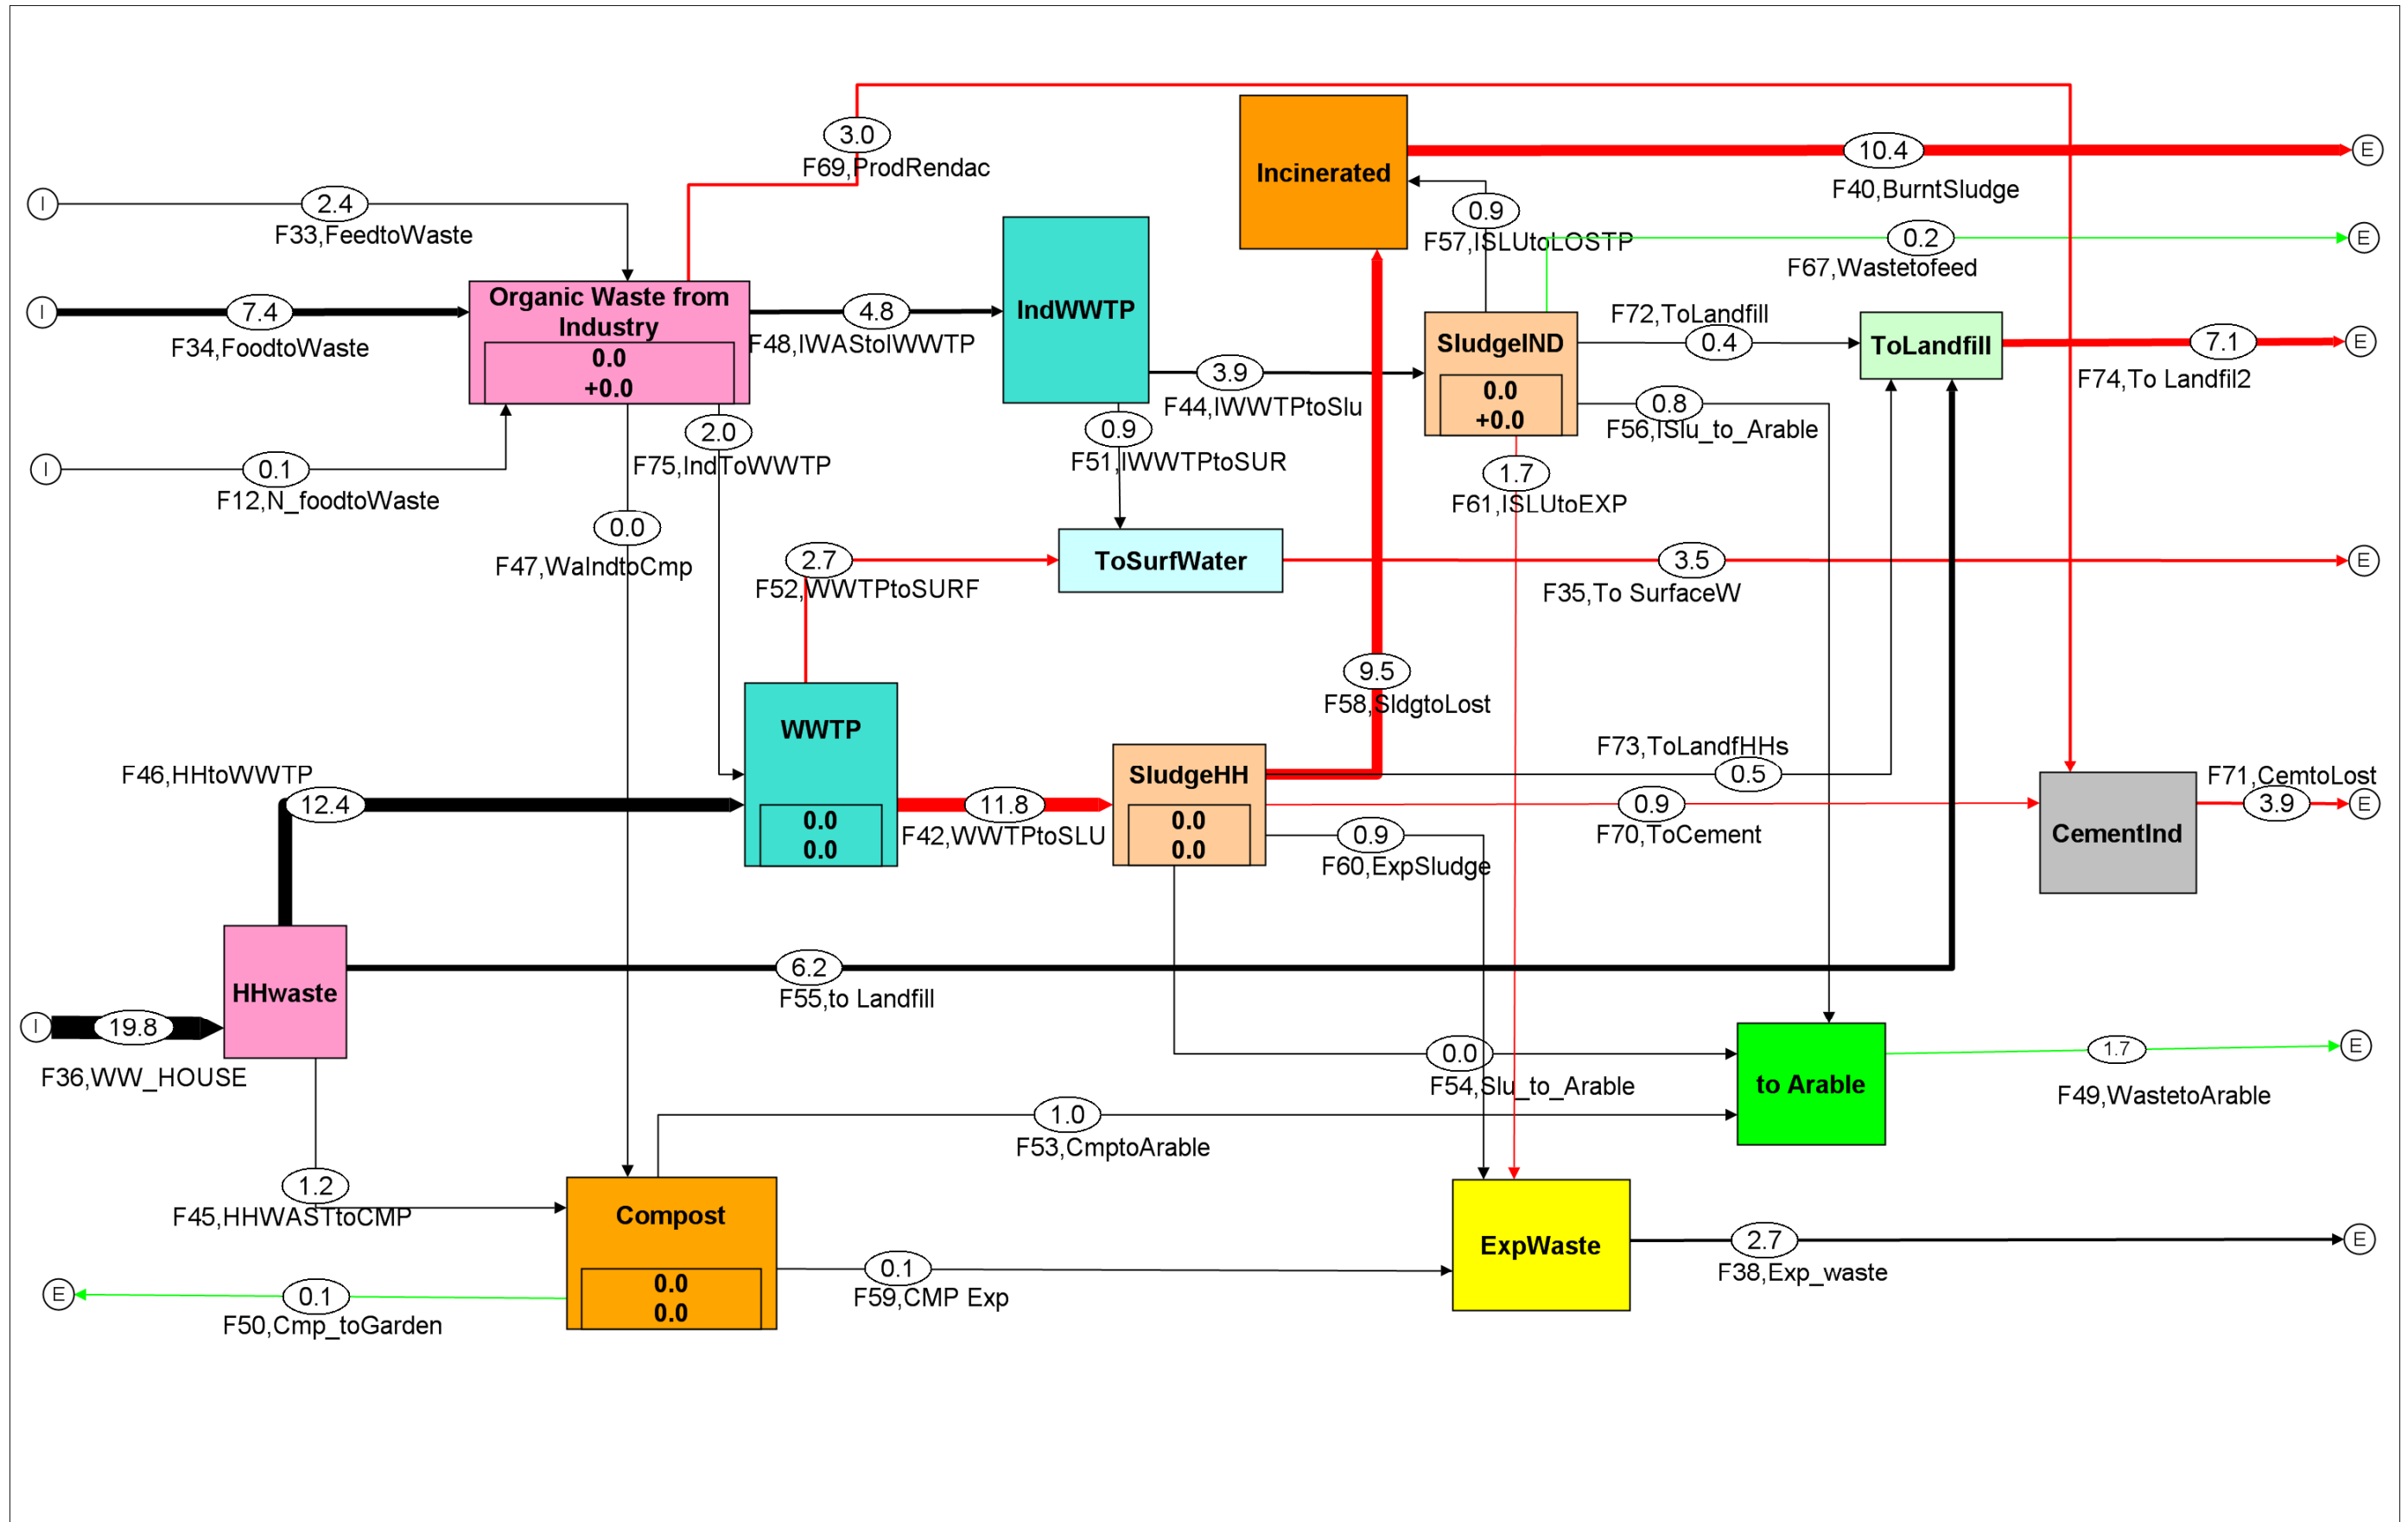 3.0
F69,ProdRendac
Incinerated
10.4
E
F40,BurntSludge
I
2.4
F33,FeedtoWaste
0.9
F57,ISLUtoLOSTP
0.2
E
F67,Wastetofeed
I
7.4
F34,FoodtoWaste
Organic Waste from
Industry
0.0
+0.0
4.8
F48,IWAStoIWWTP
IndWWTP
3.9
F44,IWWTPtoSlu
SludgeIND
0.0
+0.0
F72,ToLandfill
0.4
ToLandfill
7.1
E
F74,To Landfil2
0.8
F56,ISlu_to_Arable
I
0.1
F12,N_foodtoWaste
2.0
F75,IndToWWTP
0.9
F51,IWWTPtoSUR
1.7
F61,ISLUtoEXP
0.0
F47,WaIndtoCmp
2.7
F52,WWTPtoSURF
ToSurfWater
3.5
F35,To SurfaceW
E
9.5
F58,SldgtoLost
F46,HHtoWWTP
12.4
WWTP
0.0
0.0
11.8
F42,WWTPtoSLU
SludgeHH
0.0
0.0
F73,ToLandfHHs
0.5
0.9
F70,ToCement
0.9
F60,ExpSludge
CementInd
F71,CemtoLost
3.9
E
HHwaste
6.2
F55,to Landfill
I
19.8
F36,WW_HOUSE
0.0
F54,Slu_to_Arable
to Arable
1.7
E
F49,WastetoArable
1.0
F53,CmptoArable
1.2
F45,HHWASTtoCMP
Compost
0.0
0.0
0.1
F59,CMP Exp
ExpWaste
2.7
F38,Exp_waste
E
E
0.1
F50,Cmp_toGarden